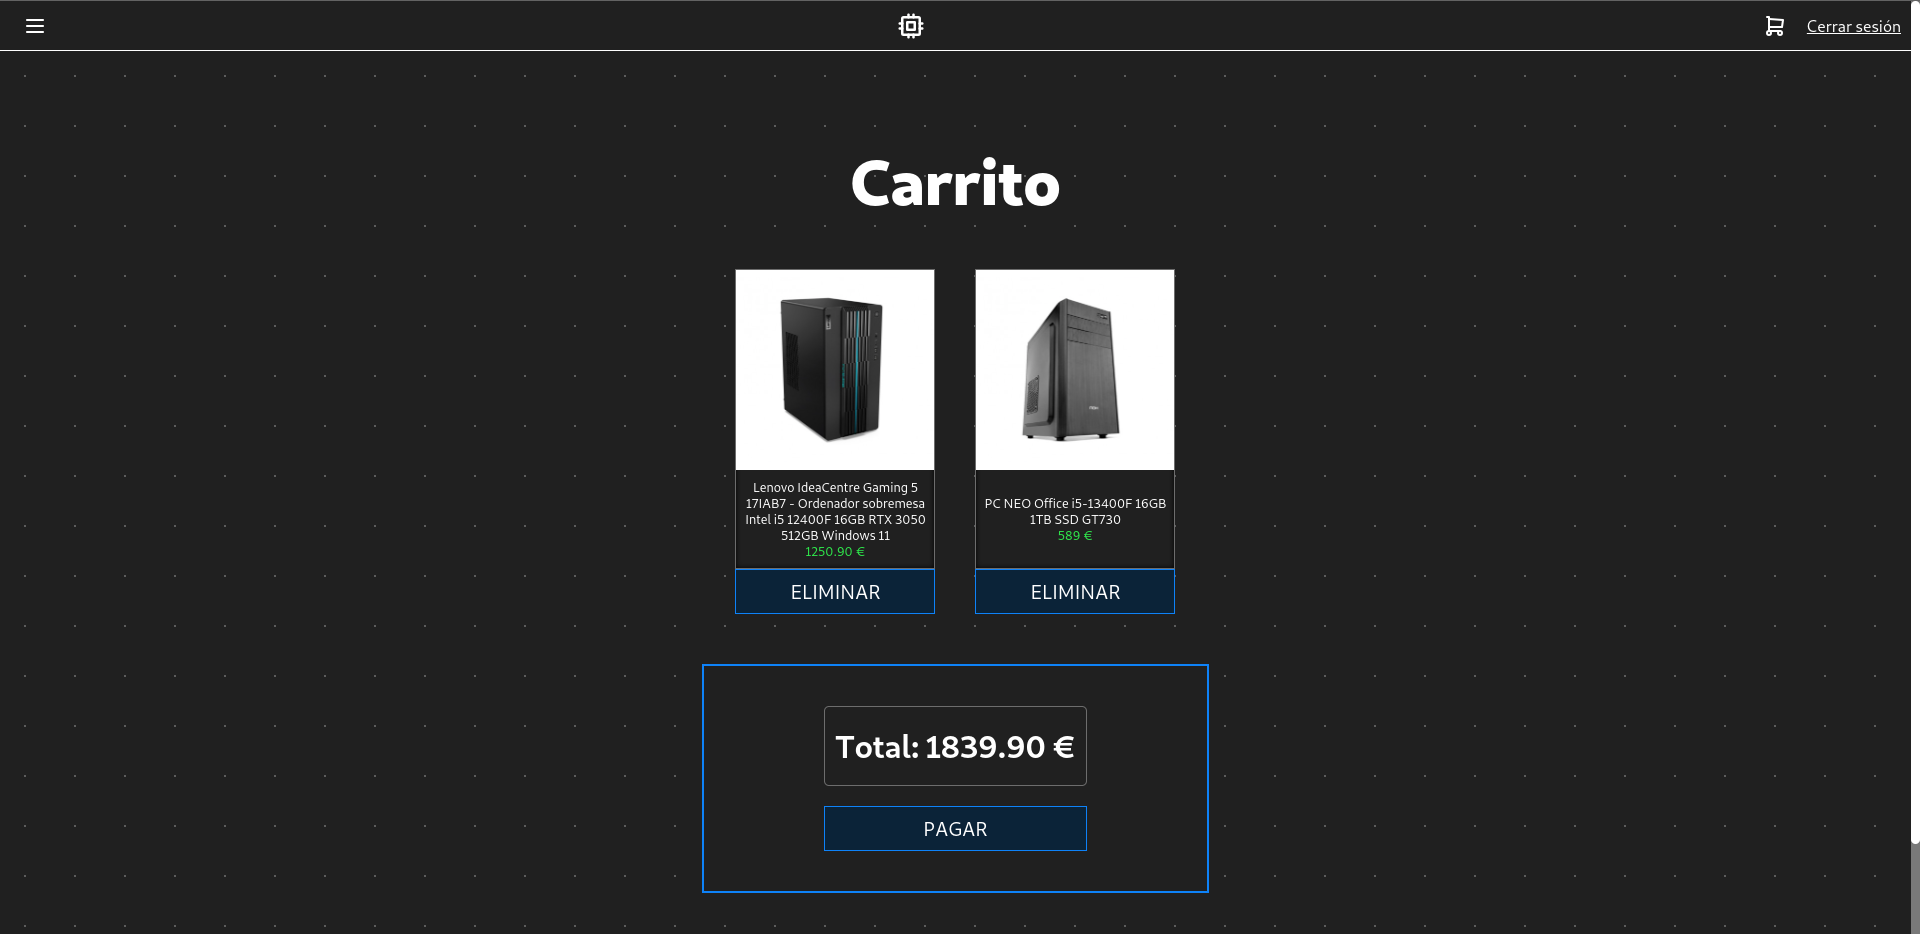 Cerrar sesión
Carrito
Lenovo IdeaCentre Gaming 5
17IAB7 - Ordenador sobremesa
Intel i5 12400F 16GB RTX 3050
512GB Windows 11
1250.90 €
ELIMINAR
PC NEO Office i5-13400F 16GB
1TB SSD GT730
589 €
ELIMINAR
Total: 1839.90 €
PAGAR